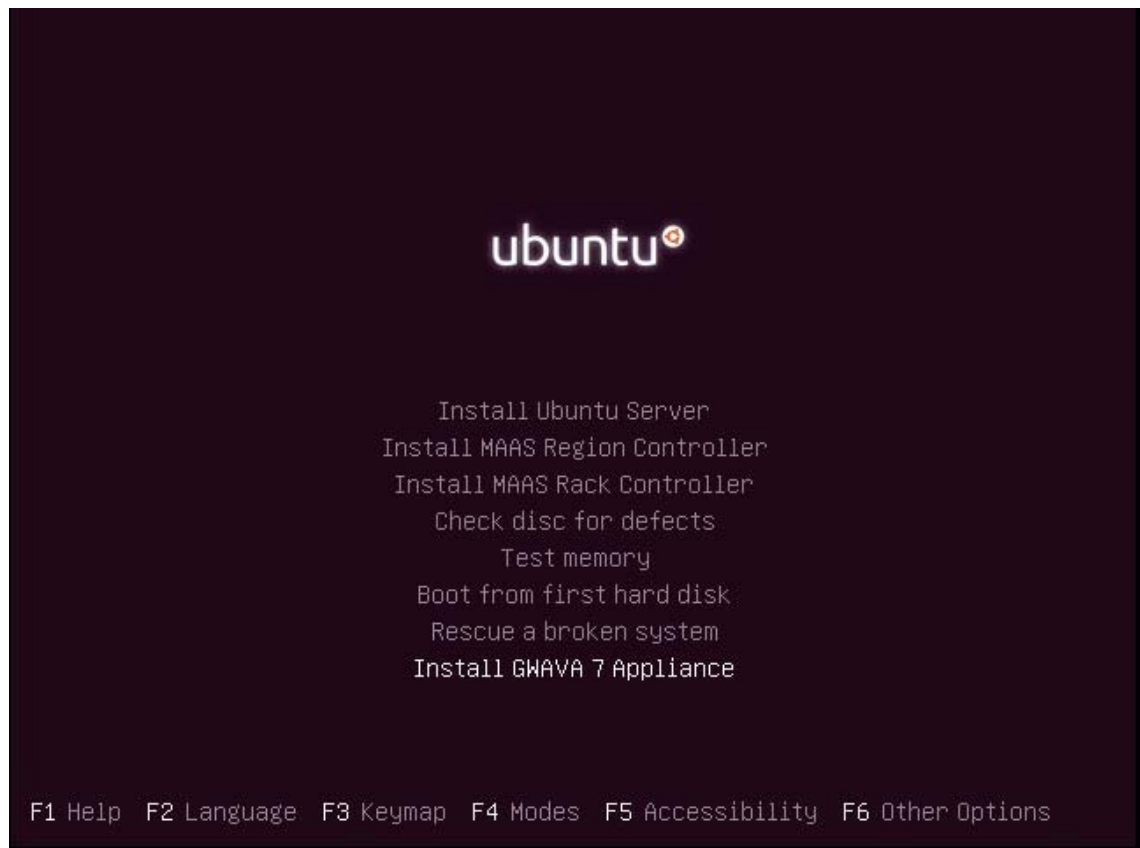 ubuntu
Install Ubuntu Server
Install MAAS Region Controller
Install MAAS Rack Controller
Check disc for defects
Test memory
Boot from first hard disk
Rescue a broken system
Install GWAVA 7 Appliance
F1 Help F2 Language F3 Keymap F4 Modes F5 Accessibility F6 Other Options